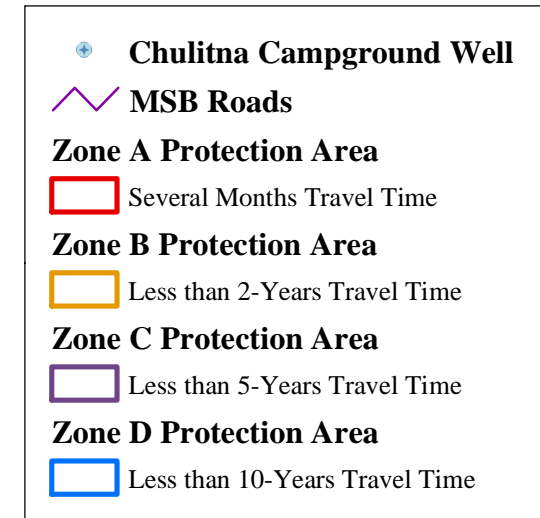 Chulitna Campground Well
MSB Roads
Zone A Protection Area
Several Months Travel Time
Zone B Protection Area
Less than 2-Years Travel Time
Zone C Protection Area
Less than 5-Years Travel Time
Zone D Protection Area
Less than 10-Years Travel Time